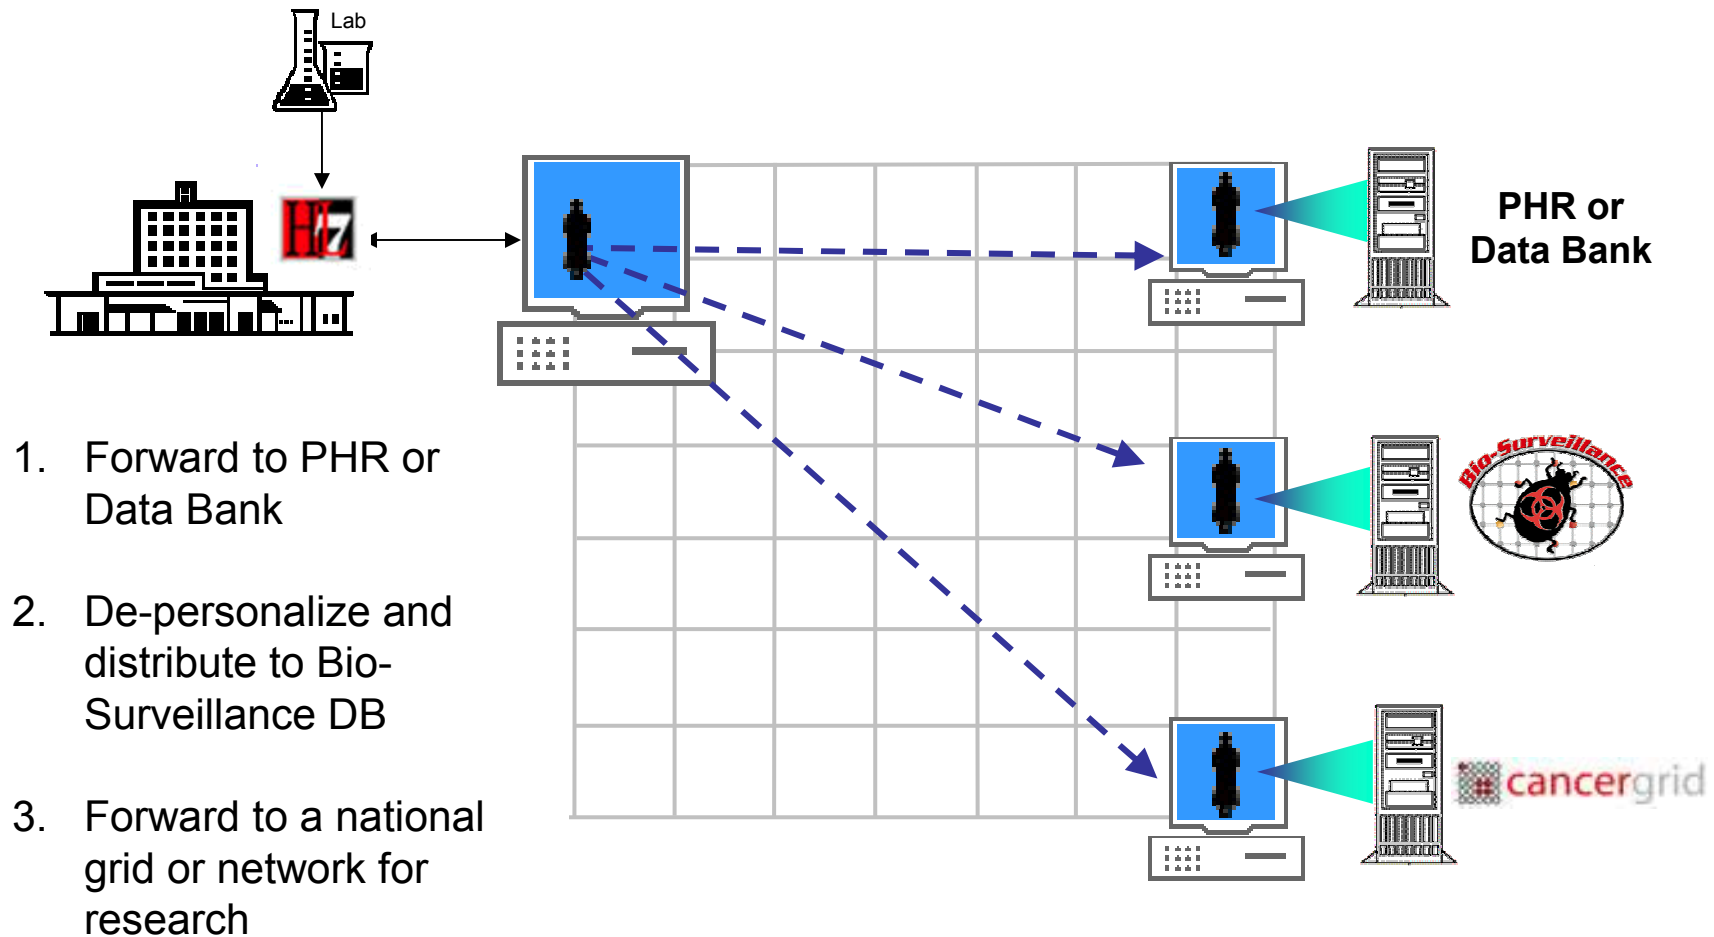 Lab
HL7
PHR or
Data Bank
1. Forward to PHR or
Data Bank
Bio-Surveillance
2. De-personalize and
distribute to Bio-
Surveillance DB
cancergrid
3. Forward to a national
grid or network for
research